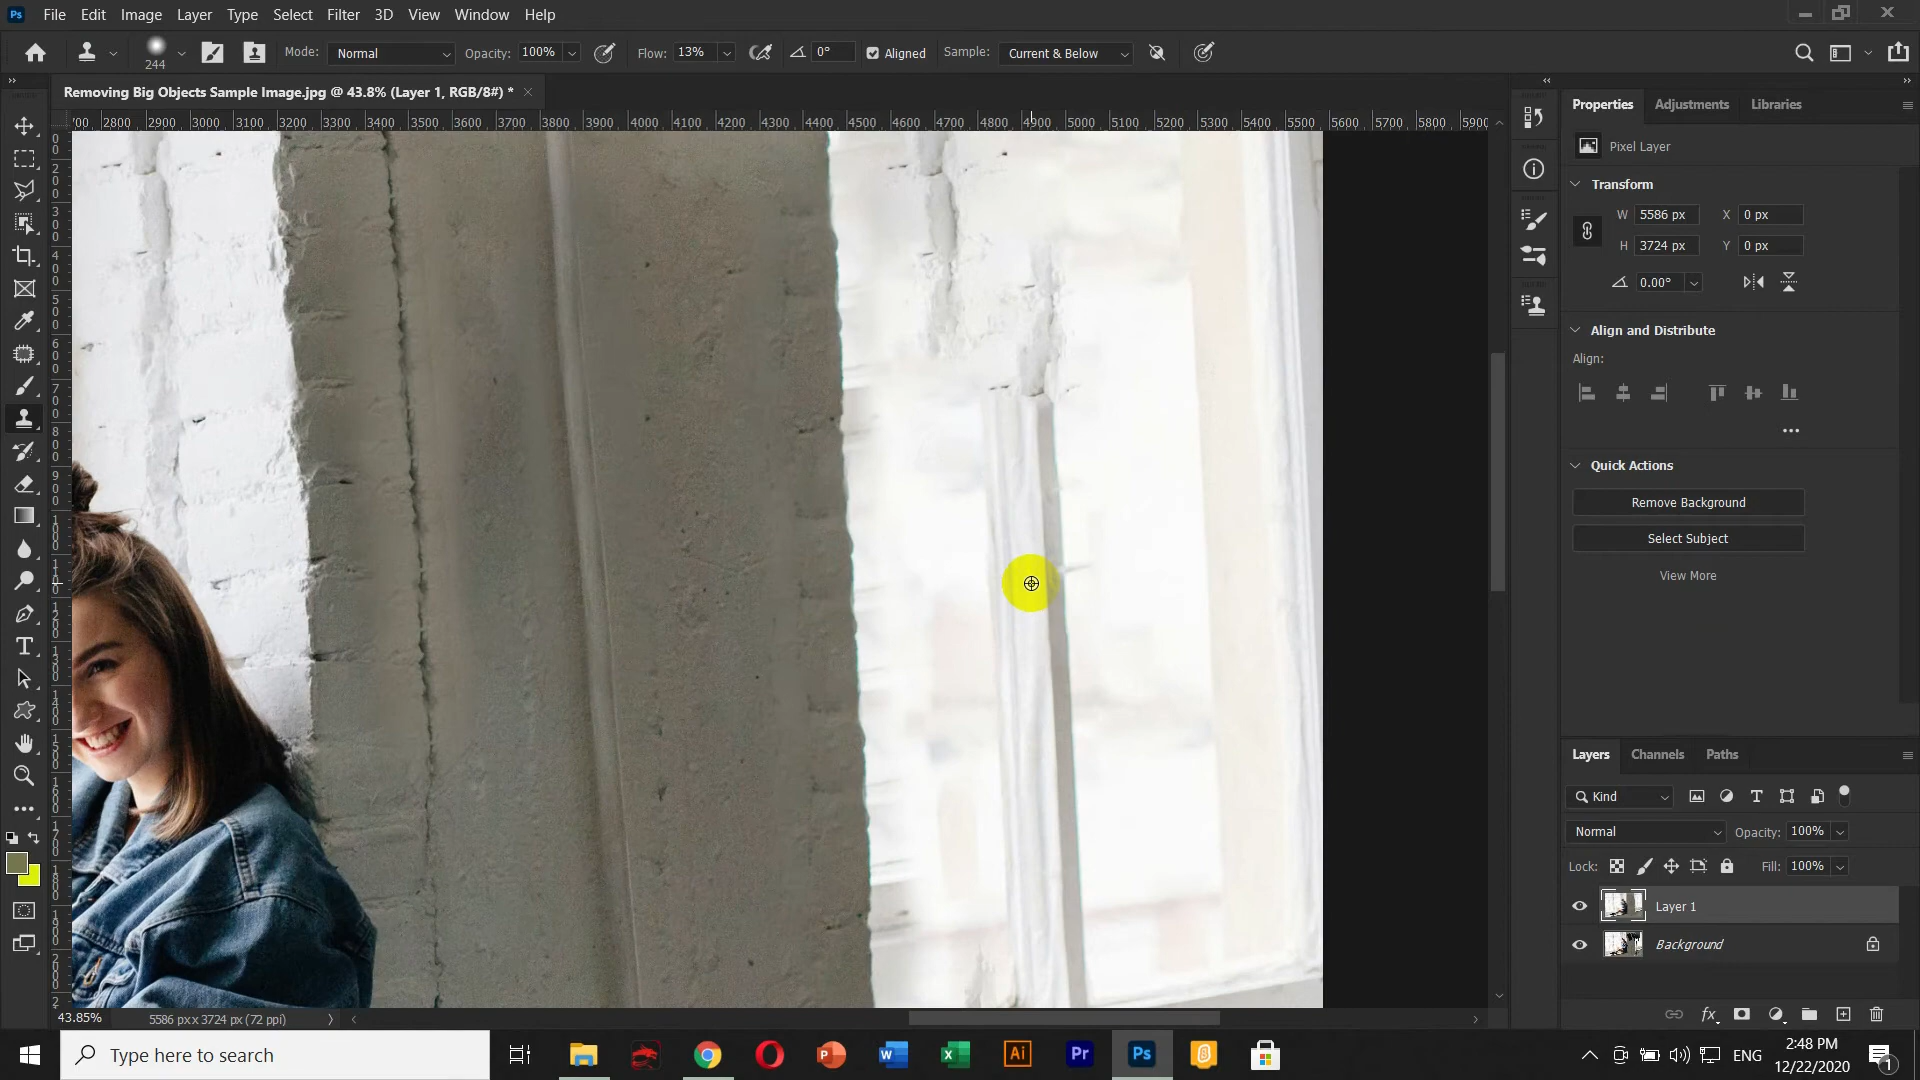 Ps File Edit Image Layer Type Select Filter 3D View Window Help
244 Mode: Normal Opacity: 100% Flow: 13% 0° Aligned Sample: Current & Below
Removing Big Objects Sample Image.jpg @ 43.8% (Layer 1, RGB/8#) *
Properties Adjustments Libraries
700 2800 2900 3000 3100 3200 3300 3400 3500 3600 3700 3800 3900 4000 4100 4200 4300 4400 4500 4600 4700 4800 4900 5000 5100 5200 5300 5400 5500 5600 5700 5800 5900
Pixel Layer
Transform
W 5586 px X 0 px
H 3724 px Y 0 px
0.00°
Align and Distribute
Align:
Quick Actions
Remove Background
Select Subject
View More
Layers Channels Paths
Kind
Normal Opacity: 100%
Lock: Fill: 100%
Layer 1
Background
43.85% 5586 px x 3724 px (72 ppi)
Type here to search
Ai Pr Ps
ENG
2:48 PM
12/22/2020
1